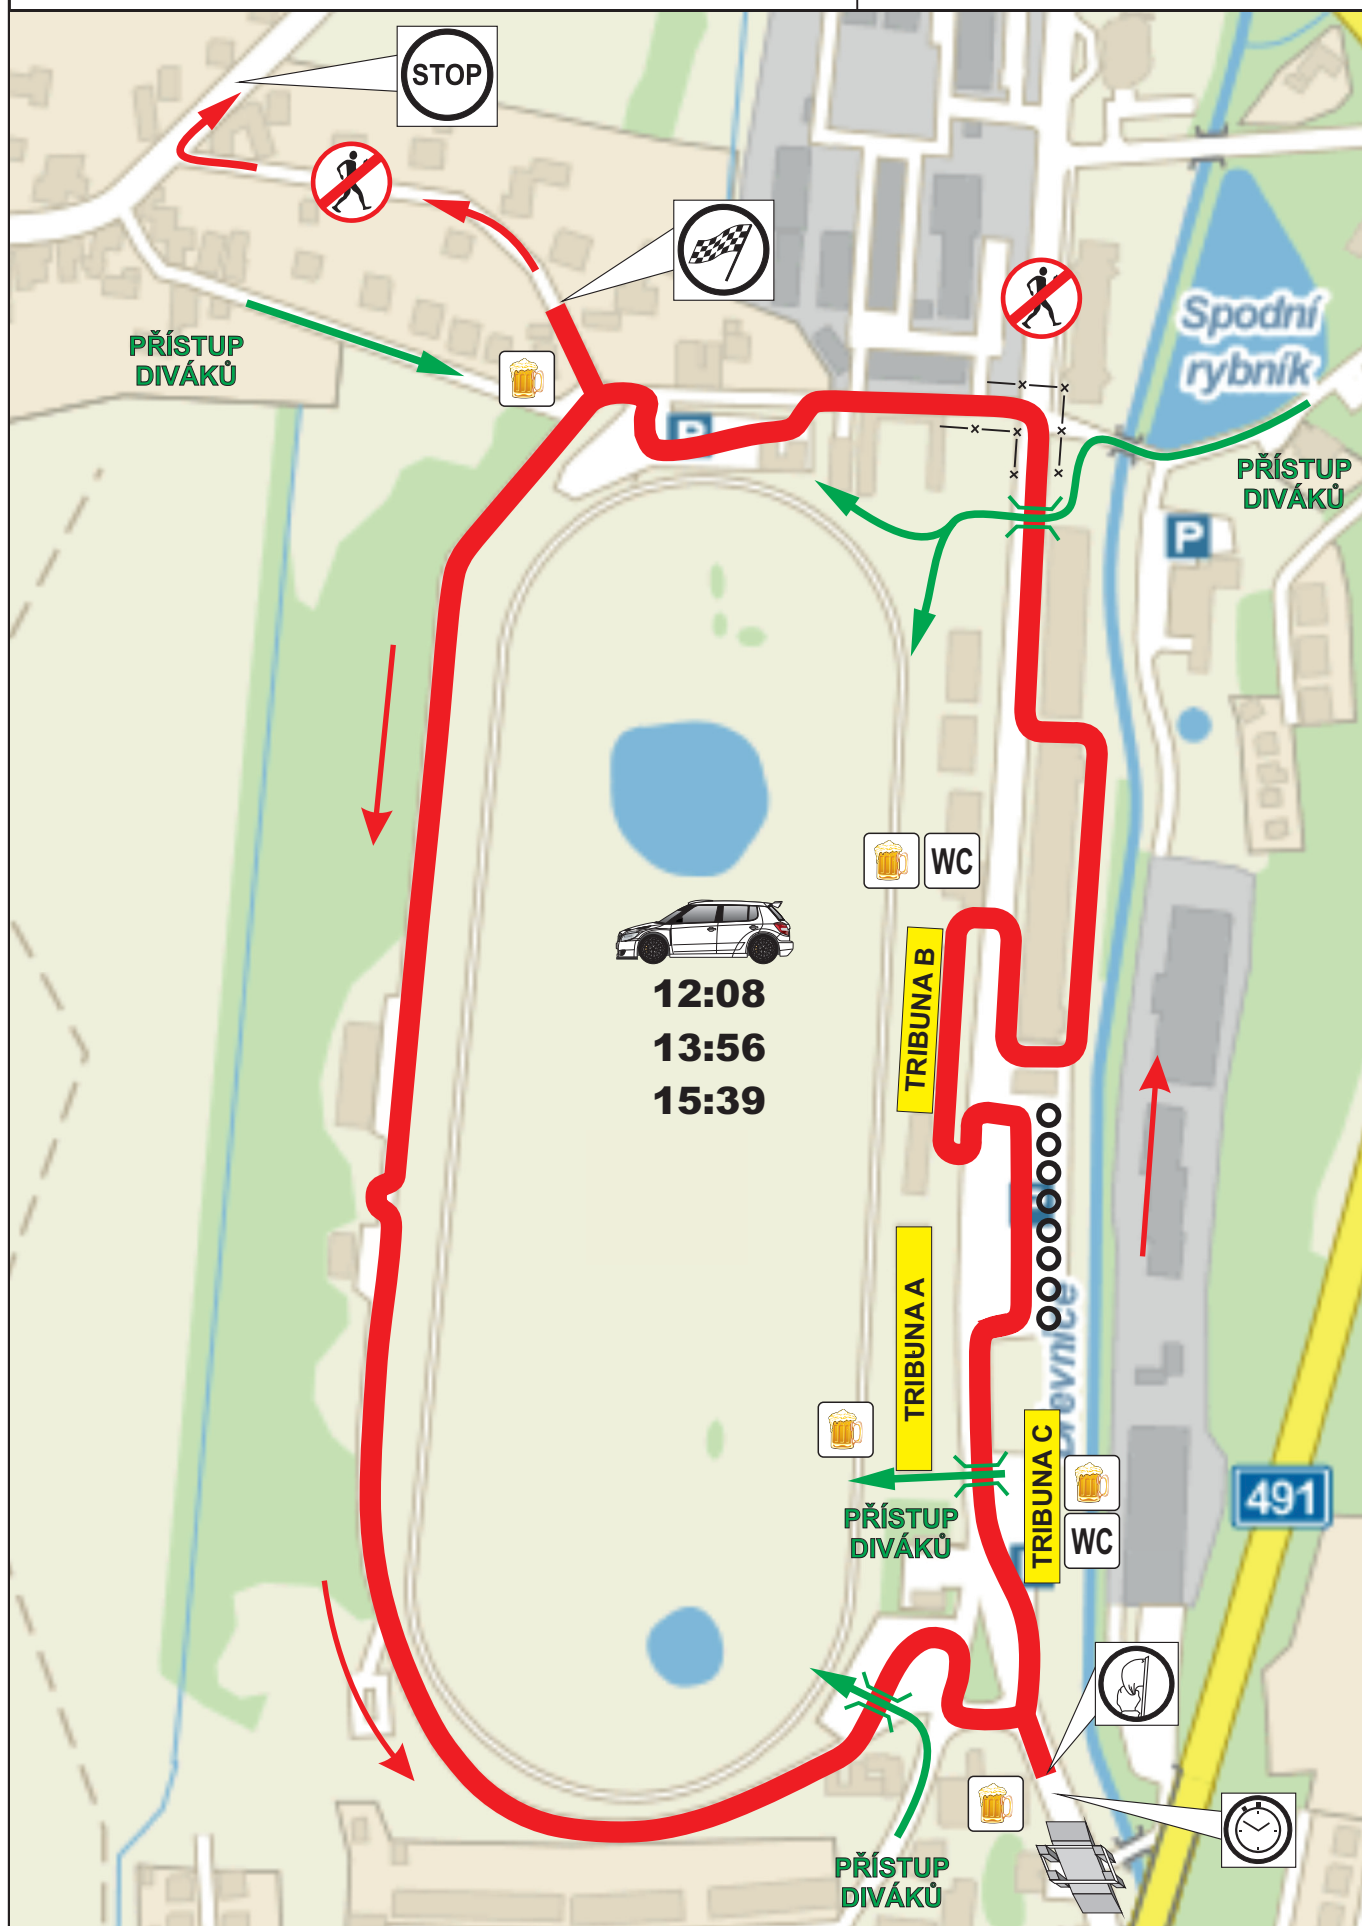 STOP
PŘÍSTUP
DIVÁKŮ
Spodní
rybník
P
PŘÍSTUP
DIVÁKŮ
P
WC
TRIBUNA B
12:08
13:56
15:39
TRIBUNA A
TRIBUNA C
WC
491
PŘÍSTUP
DIVÁKŮ
PŘÍSTUP
DIVÁKŮ